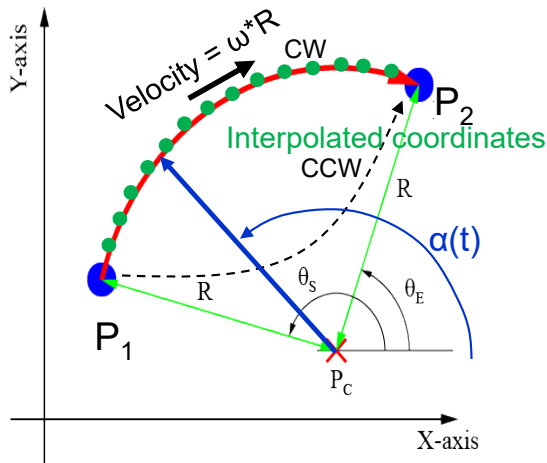 Y-axis
Velocity = ω*R
CW
P2
Interpolated coordinates
CCW
R
α(t)
R
θS
θE
P1
PC
X-axis